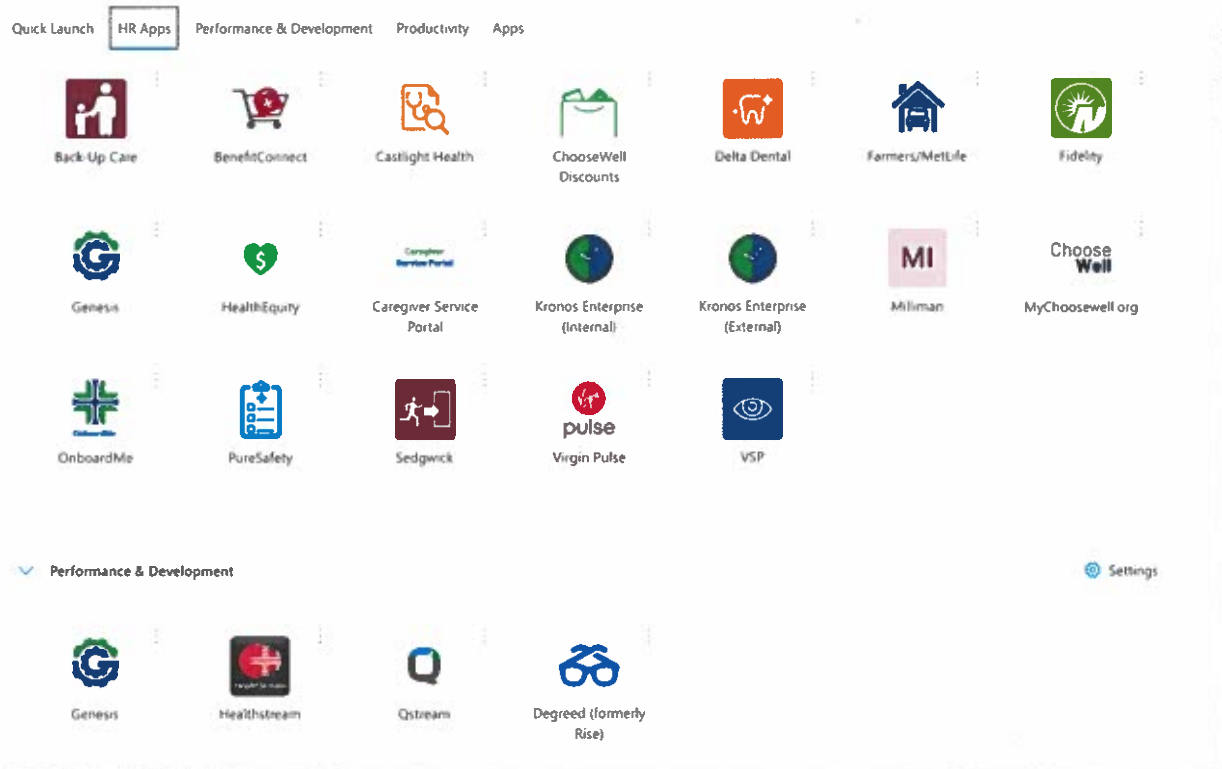 Quick Launch HR Apps Performance & Development Productivity Apps
Back-Up Care BenefitConnect Castlight Health ChooseWell Delta Dental Farmers/MetLife Fidelity
Discounts
G Caregiver MI Choose
$ Service Portal Well
Genesis HealthEquity Caregiver Service Kronos Enterprise Kronos Enterprise Milliman MyChoosewell org
Portal (Internal) (External)
OnboardMe pulse
OnboardMe PureSafety Sedgwick Virgin Pulse VSP
Performance & Development Settings
G
Genesis Healthstream Qstream Degreed (formerly
Rise)